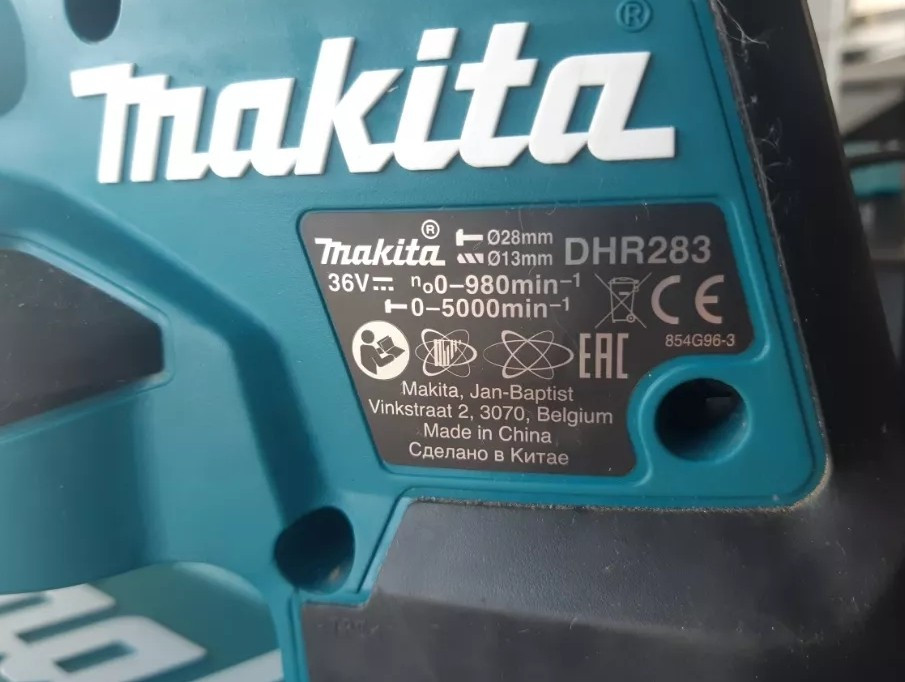 makita®
makita® Ø28mm DHR283
Ø13mm
36V n₀0-980min⁻¹
0-5000min⁻¹
CE
854G96-3
EAC
Makita, Jan-Baptist
Vinkstraat 2, 3070, Belgium
Made in China
Сделано в Китае